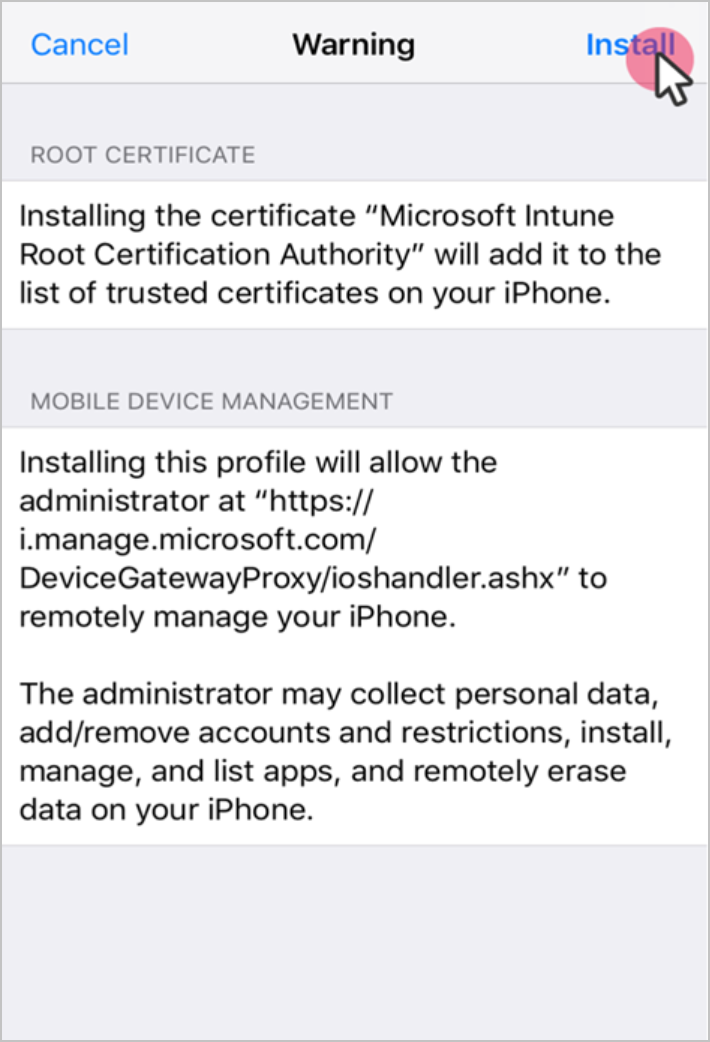 Cancel Warning Install
ROOT CERTIFICATE
Installing the certificate “Microsoft Intune
Root Certification Authority” will add it to the
list of trusted certificates on your iPhone.
MOBILE DEVICE MANAGEMENT
Installing this profile will allow the
administrator at “https://
i.manage.microsoft.com/
DeviceGatewayProxy/ioshandler.ashx” to
remotely manage your iPhone.
The administrator may collect personal data,
add/remove accounts and restrictions, install,
manage, and list apps, and remotely erase
data on your iPhone.